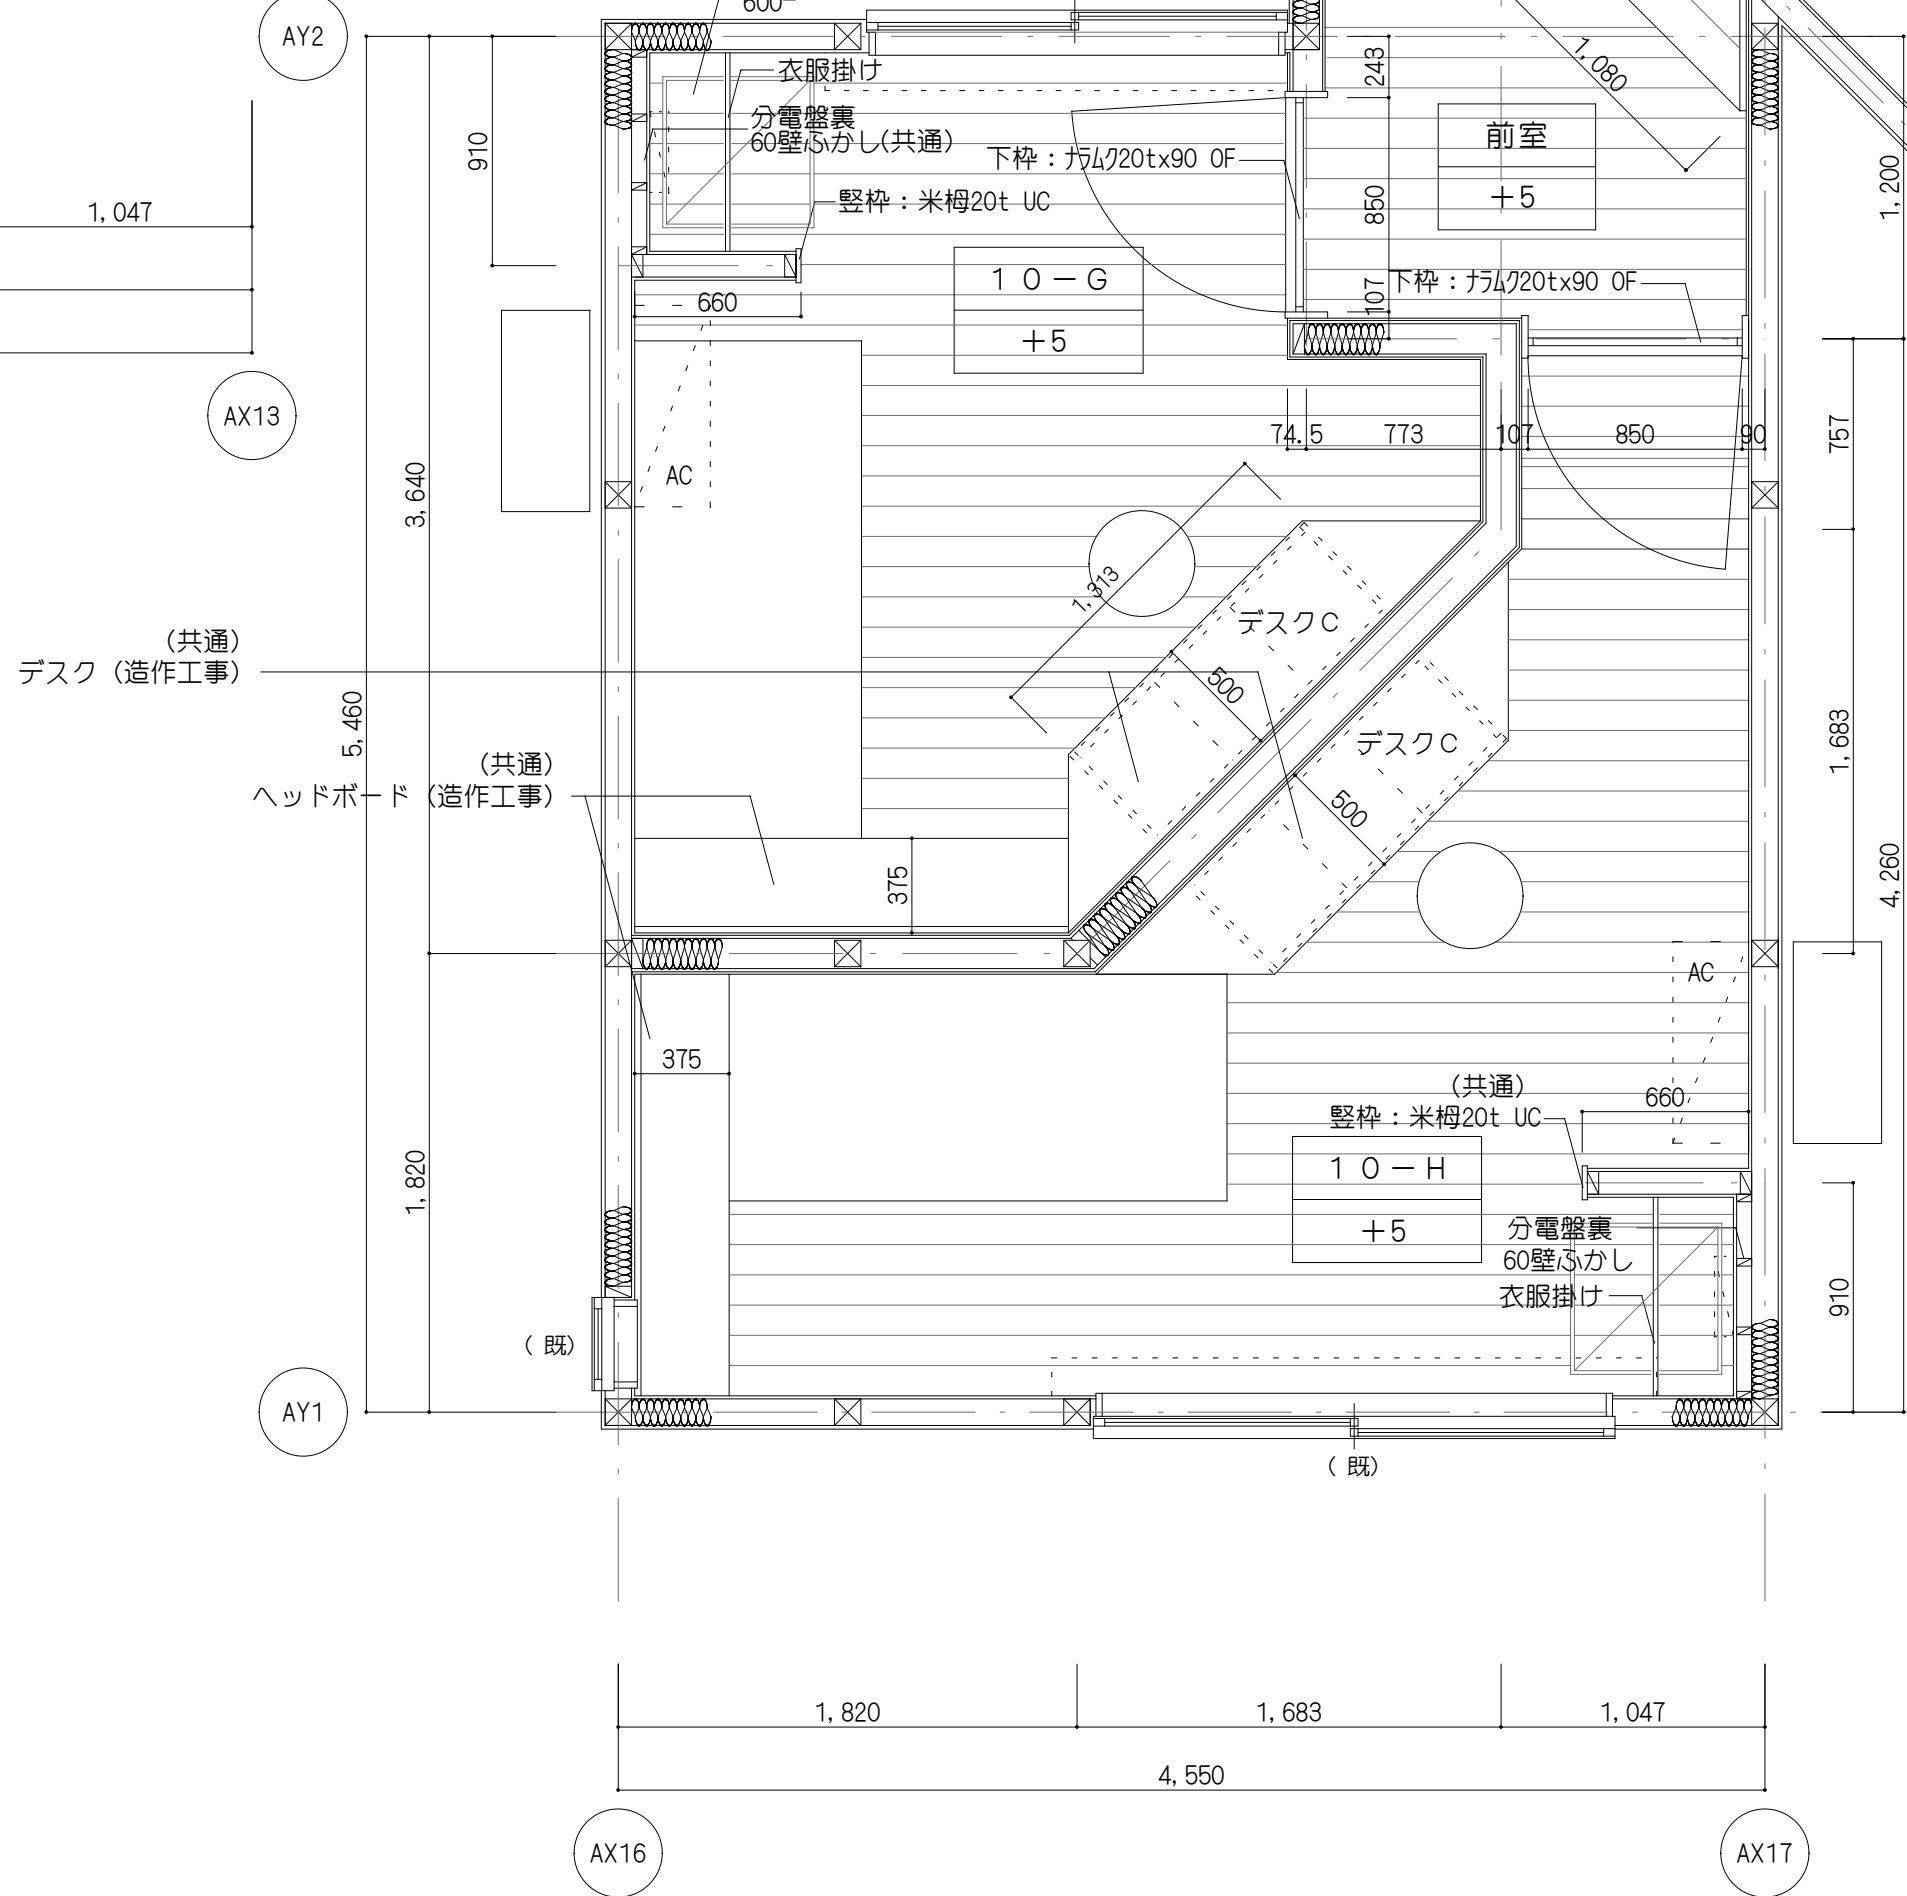 600
AY2
衣服掛け
分電盤裏
60壁ふかし(共通)
竪枠：米栂20t UC
下枠：ﾅﾗﾑｸ20tx90 OF
243
850
107
1,080
前室
＋5
1,200
910
1,047
下枠：ﾅﾗﾑｸ20tx90 OF
660
１０－Ｇ
＋5
AX13
AC
74.5
773
107
850
90
757
3,640
1,313
デスクＣ
500
(共通)
デスク（造作工事）
5,460
デスクＣ
500
1,683
(共通)
ヘッドボード（造作工事）
375
4,260
AC
375
(共通)
竪枠：米栂20t UC
660
１０－Ｈ
＋5
1,820
分電盤裏
60壁ふかし
衣服掛け
910
(既)
AY1
(既)
1,820
1,683
1,047
4,550
AX16
AX17